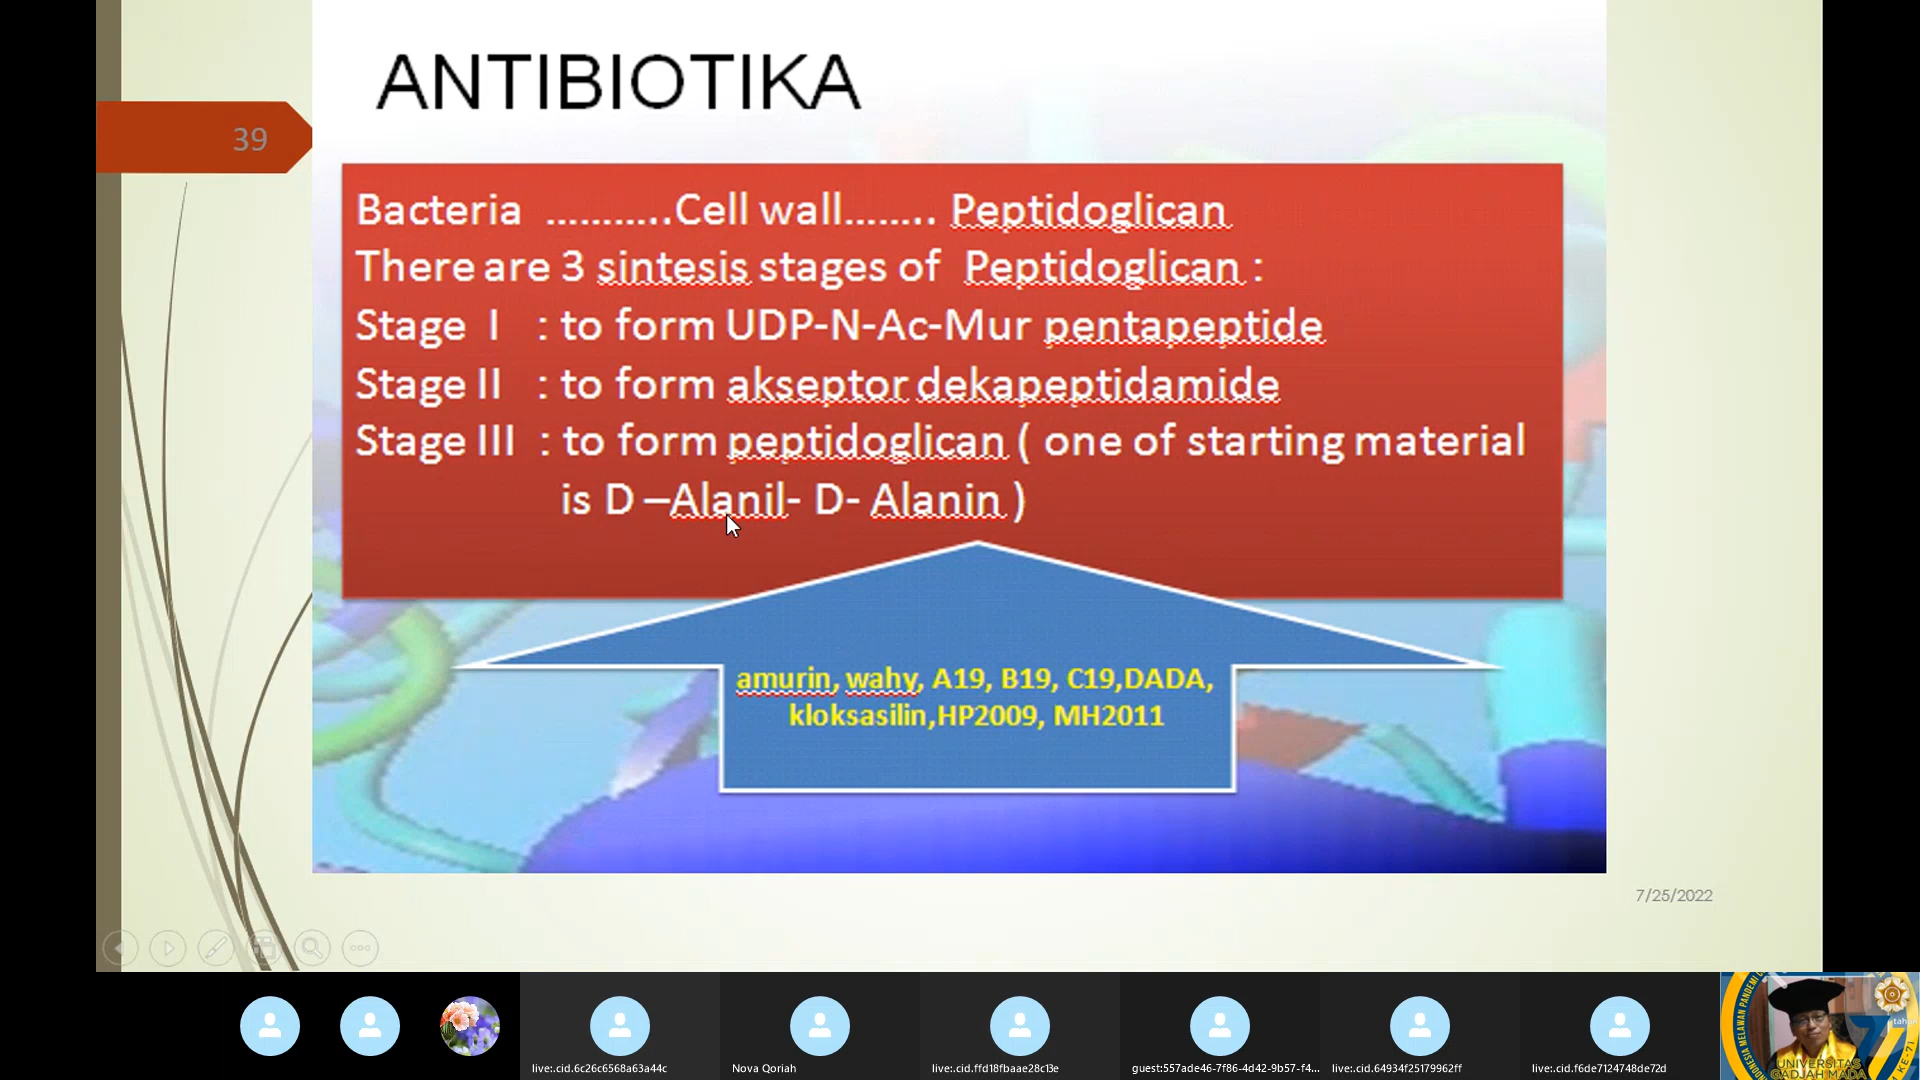 ANTIBIOTIKA
39
Bacteria ...........Cell wall........ Peptidoglican
There are 3 sintesis stages of Peptidoglican :
Stage I : to form UDP-N-Ac-Mur pentapeptide
Stage II : to form akseptor dekapeptidamide
Stage III : to form peptidoglican ( one of starting material
is D –Alanil- D- Alanin )
amurin, wahy, A19, B19, C19,DADA,
kloksasilin,HP2009, MH2011
7/25/2022
live:.cid.6c26c6568a63a44c
Nova Qoriah
live:.cid.ffd18fbaae28c13e
guest:557ade46-7f86-4d42-9b57-f4...
live:.cid.64934f25179962ff
live:.cid.f6de7124748de72d
UNIVERSITAS
GADJAH MADA